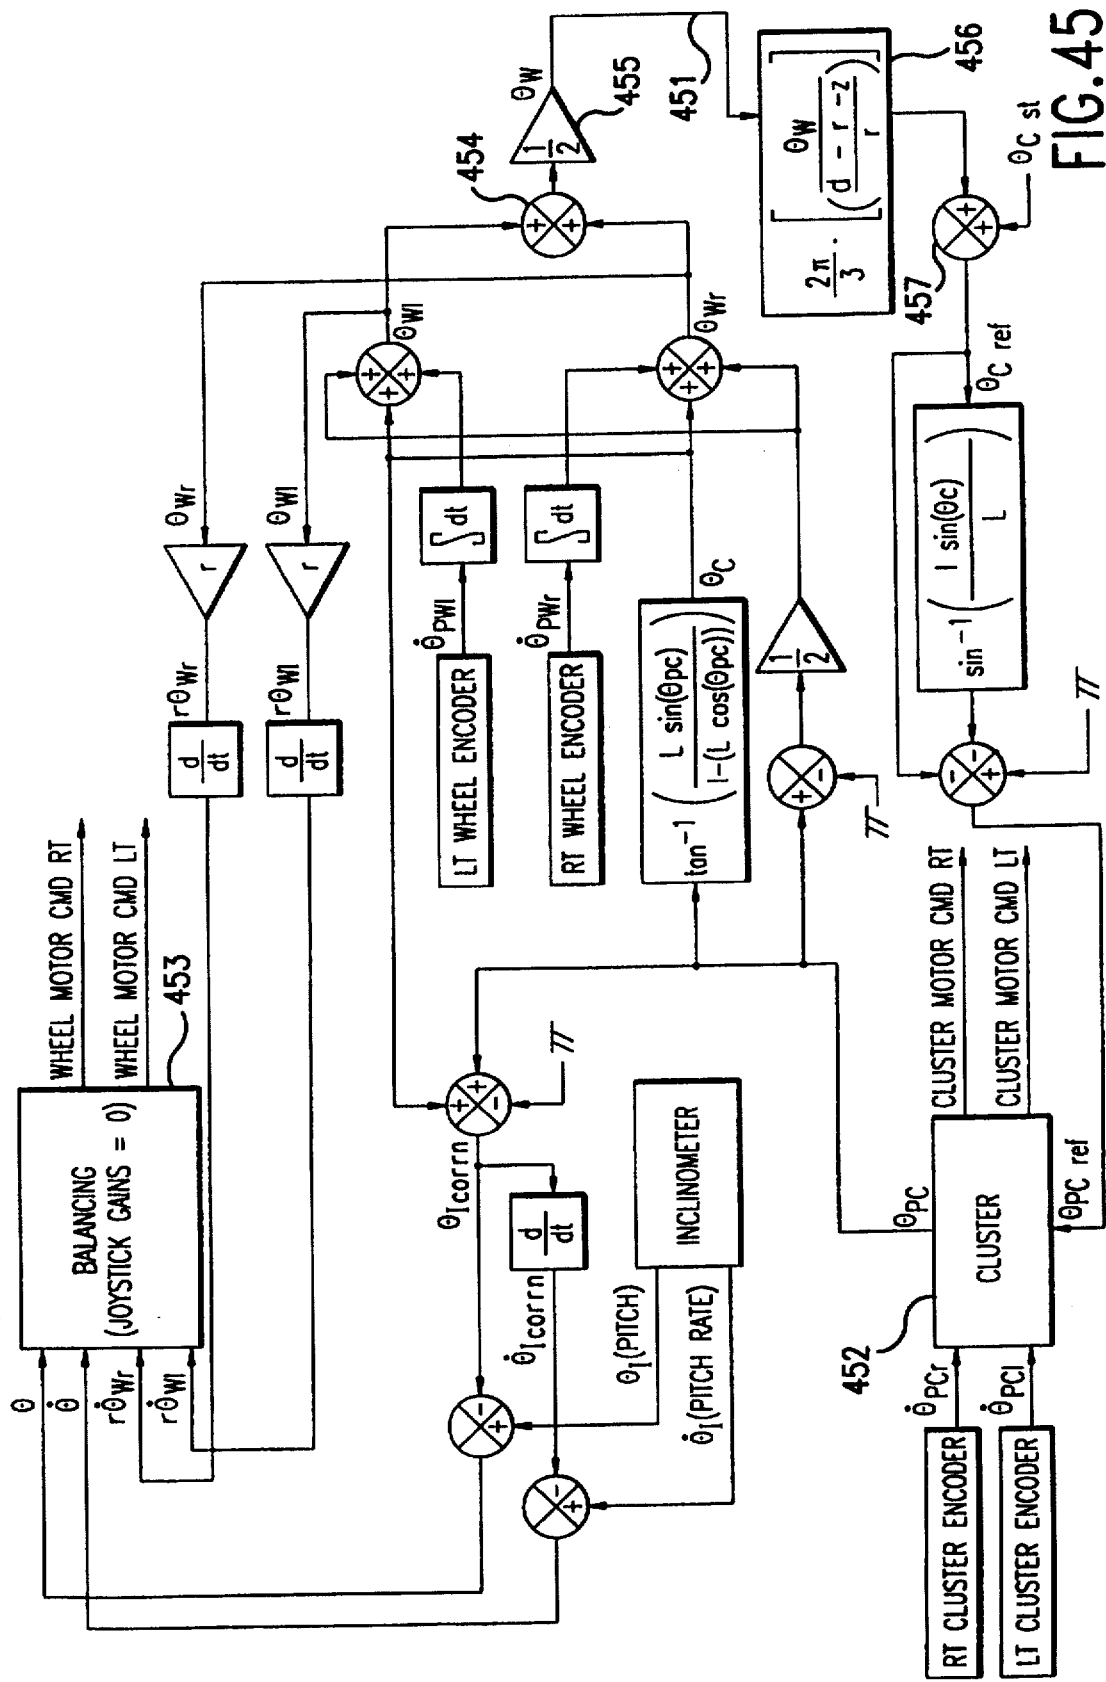 WHEEL MOTOR CMD RT
WHEEL MOTOR CMD LT
453
BALANCING
(JOYSTICK GAINS = 0)
θ
θ̇
rθ̇Wr
rθ̇Wl
d
dt
rθWr
r
θWr
d
dt
rθWl
r
θWl
θIcorrn
d
dt
θ̇Icorrn
INCLINOMETER
θI(PITCH)
θ̇I(PITCH RATE)
+
+
-
π
-
+
-
+
LT WHEEL ENCODER
θ̇PWl
∫dt
RT WHEEL ENCODER
θ̇PWr
∫dt
tan-1 ( L sin(θpc)
l-(L cos(θpc)) )
θC
+
-
π
1
2
+
+
+
θWl
+
+
+
θWr
+
+
454
1
2
455
θW
451
2π
3
· [ θW
( d - r - z
r ) ]
456
+
+
457
θC st
θC ref
sin-1 ( l sin(θc)
L )
-
-
+
π
RT CLUSTER ENCODER
θ̇PCr
LT CLUSTER ENCODER
θ̇PCl
452
CLUSTER
θPC
θPC ref
CLUSTER MOTOR CMD RT
CLUSTER MOTOR CMD LT
FIG.45